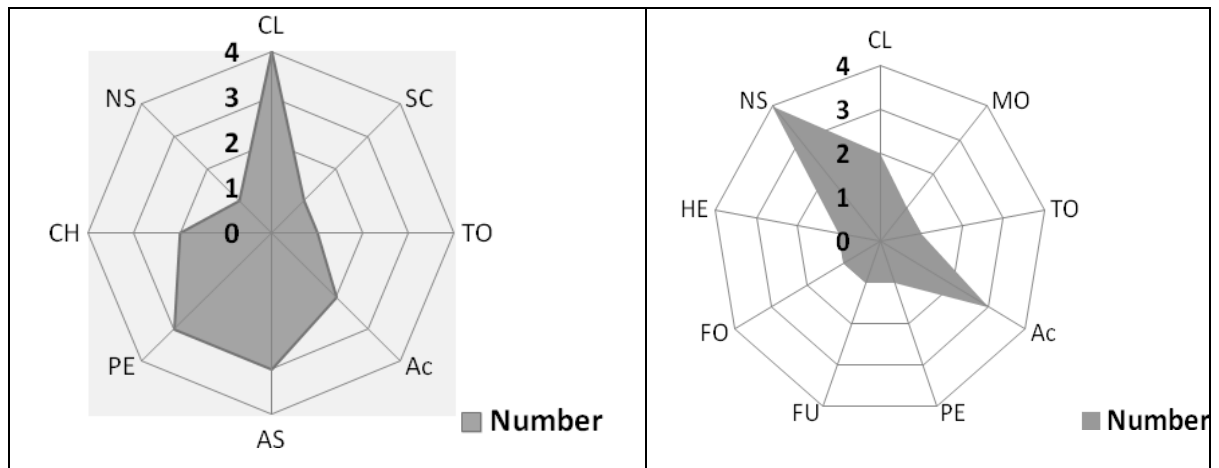 CL
4
NS
SC
3
2
1
CH
0
TO
PE
Ac
AS
Number
CL
4
NS
MO
3
2
HE
1
TO
0
FO
Ac
FU
PE
Number